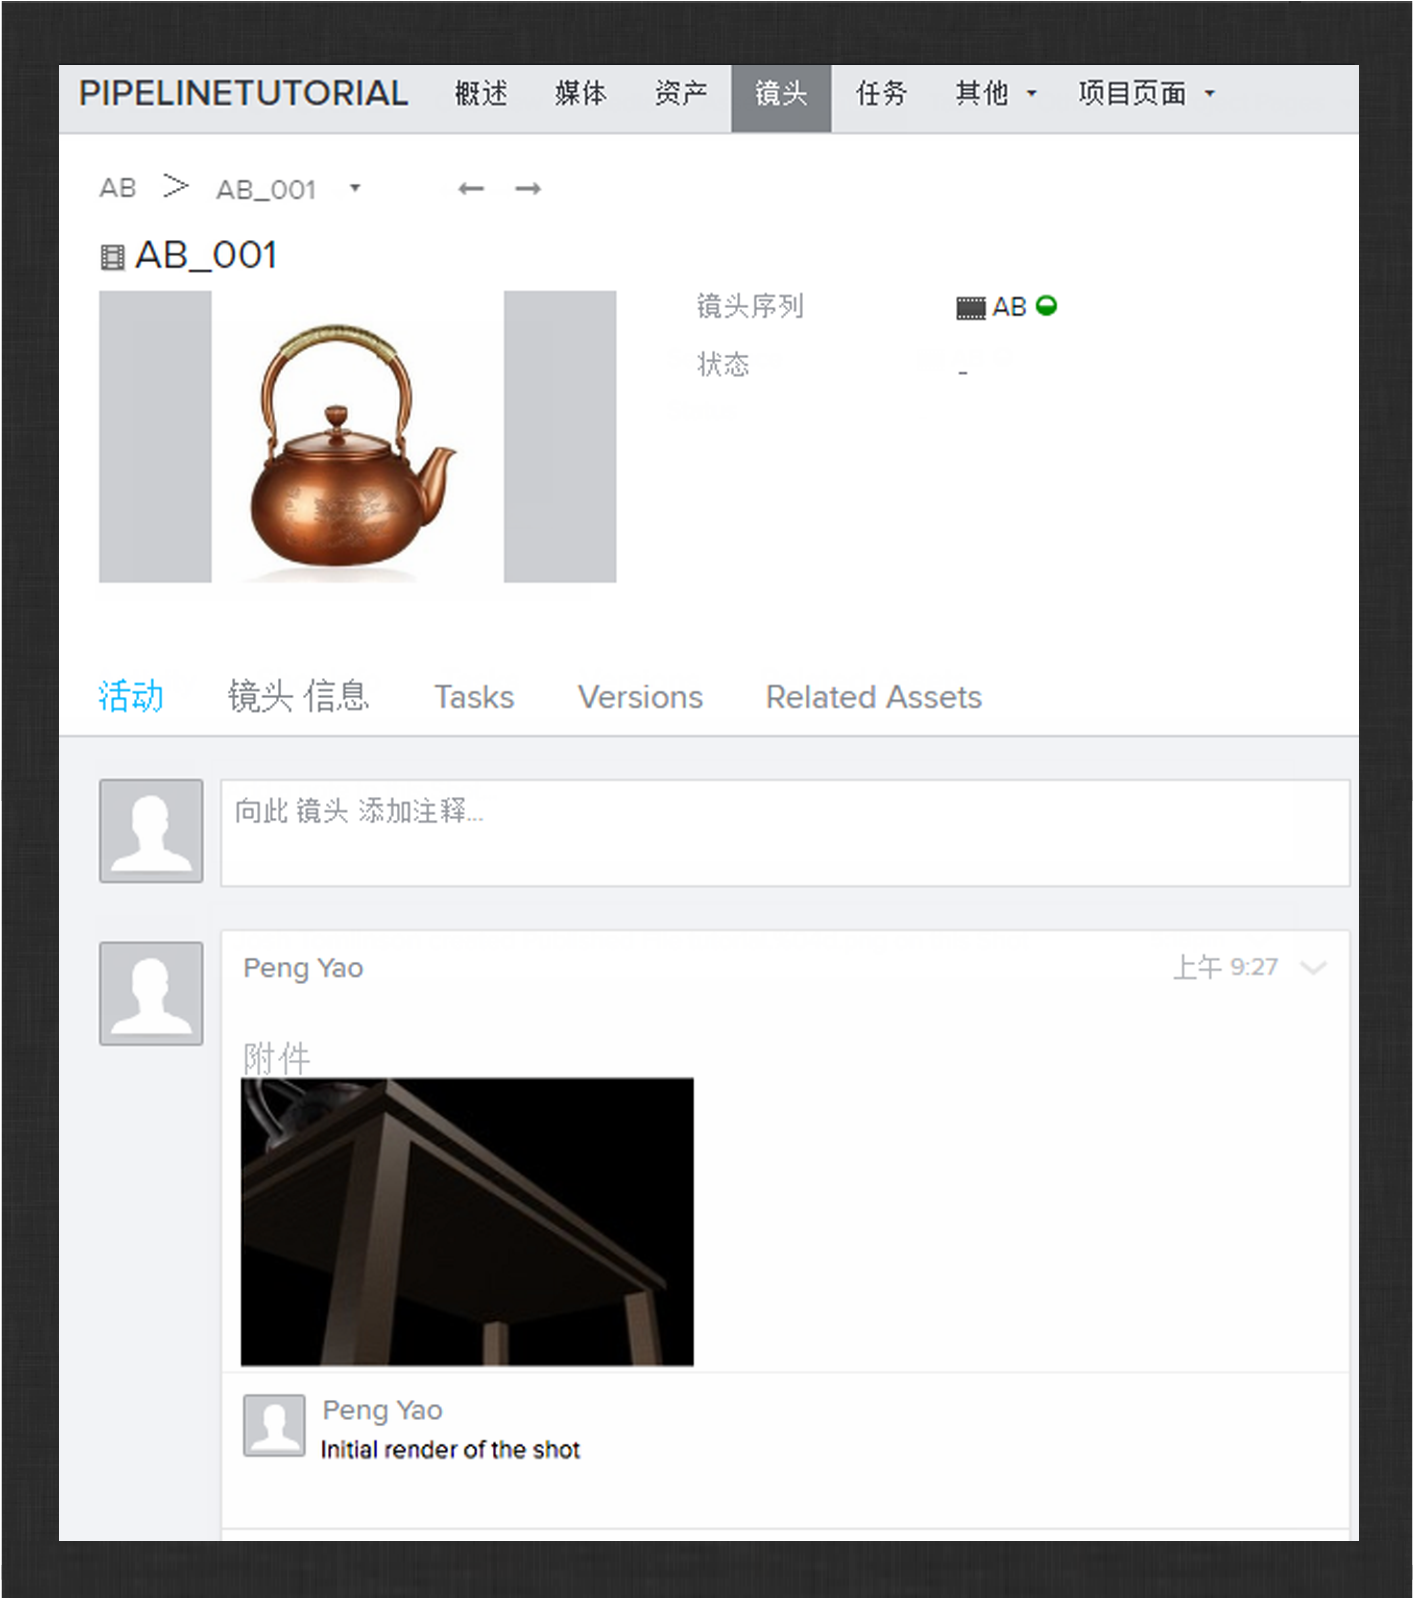 PIPELINETUTORIAL 概述 媒体 资产 镜头 任务 其他 项目页面
AB > AB_001 ← →
AB_001
镜头序列 AB
状态 -
活动 镜头 信息 Tasks Versions Related Assets
向此 镜头 添加注释...
Peng Yao 上午 9:27
附件
Peng Yao
Initial render of the shot